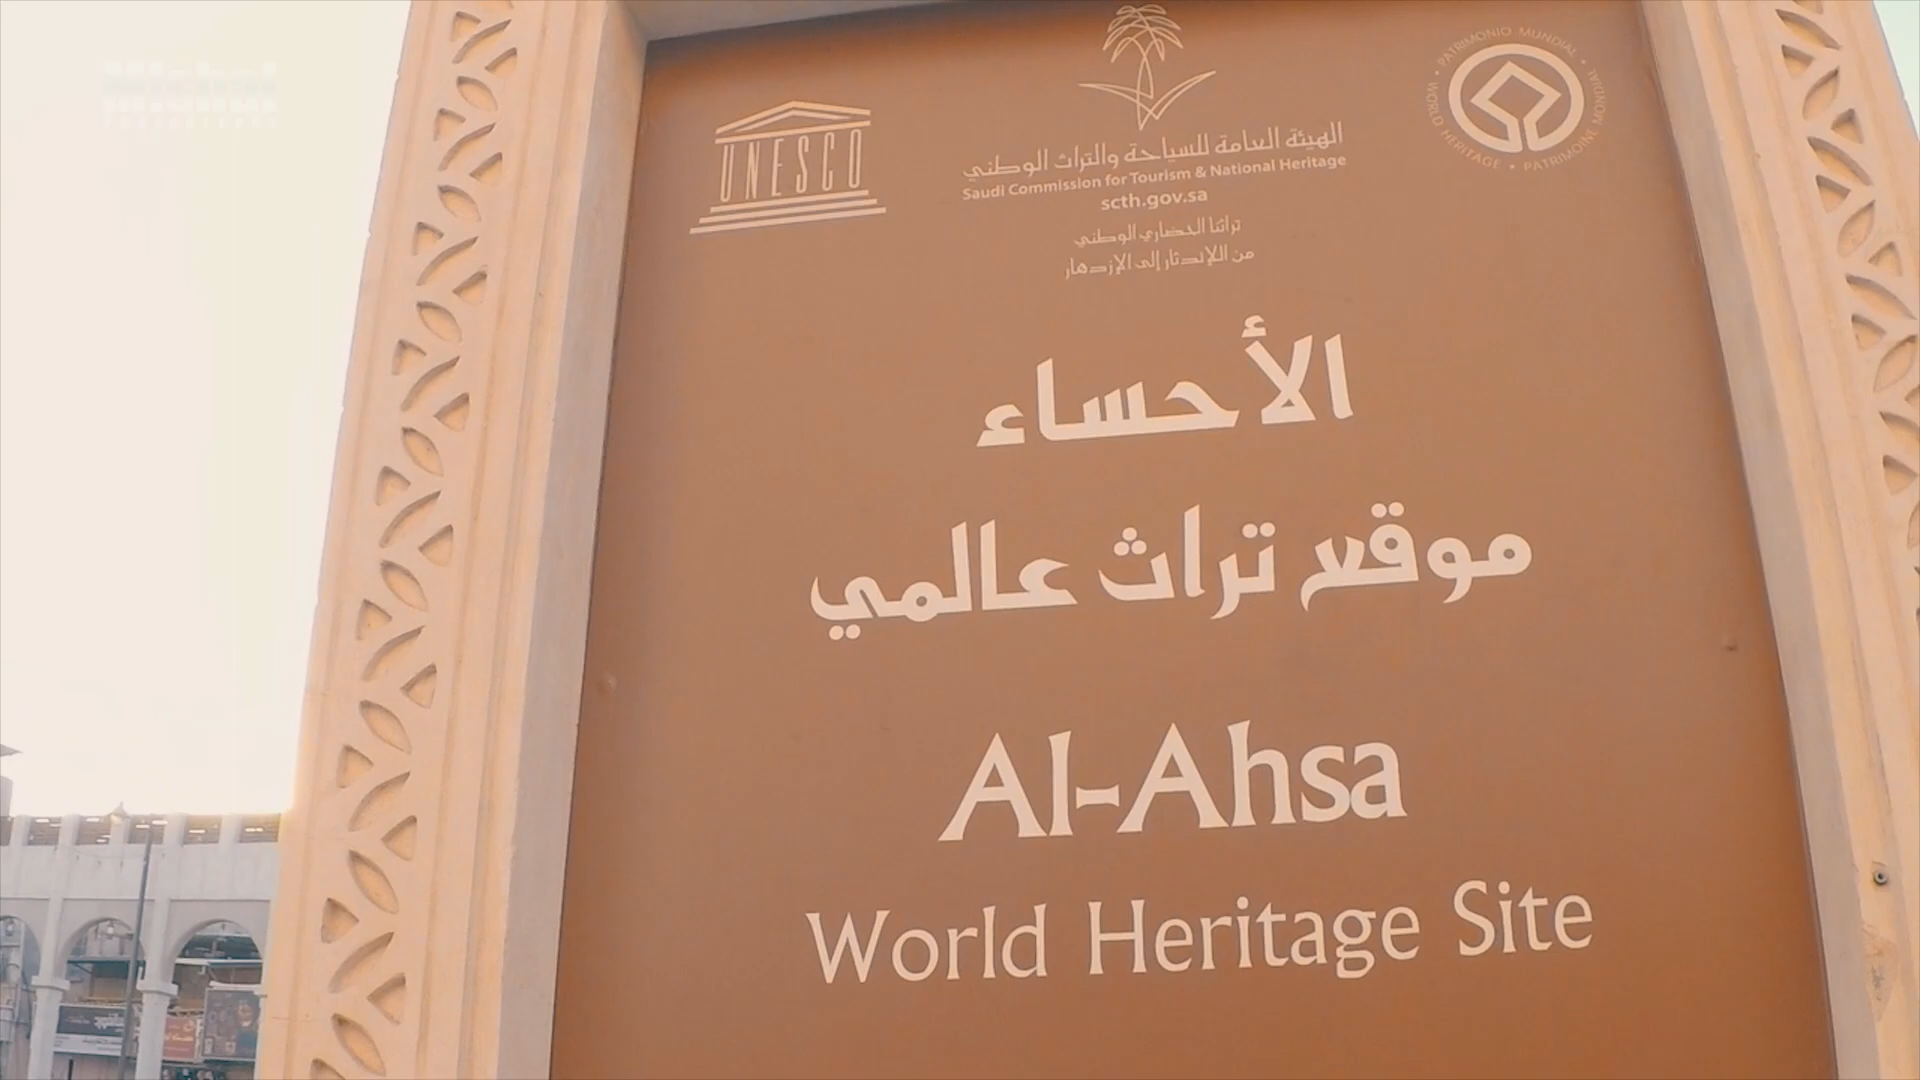 UNESCO
الهيئة العامة للسياحة والتراث الوطني
Saudi Commission for Tourism & National Heritage
scth.gov.sa
تراثنا الحضاري الوطني
من الاندثار إلى الازدهار
WORLD HERITAGE • PATRIMONIO MUNDIAL • PATRIMOINE MONDIAL •
الأحساء
موقع تراث عالمي
Al-Ahsa
World Heritage Site